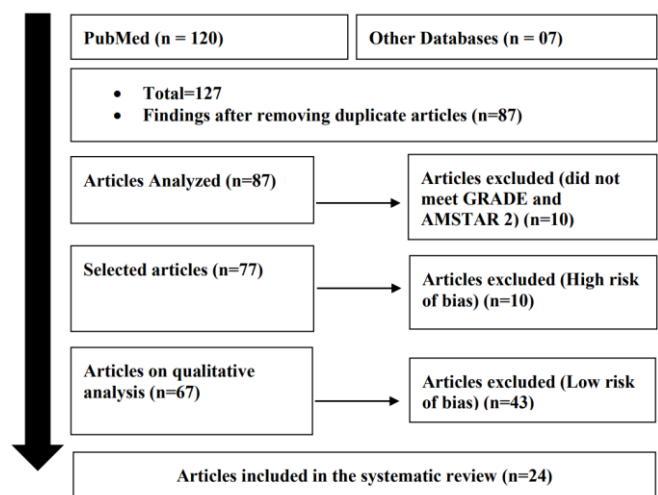 PubMed (n = 120)
Other Databases (n = 07)
• Total=127
• Findings after removing duplicate articles (n=87)
Articles Analyzed (n=87)
Articles excluded (did not
meet GRADE and
AMSTAR 2) (n=10)
Selected articles (n=77)
Articles excluded (High risk
of bias) (n=10)
Articles on qualitative
analysis (n=67)
Articles excluded (Low risk
of bias) (n=43)
Articles included in the systematic review (n=24)